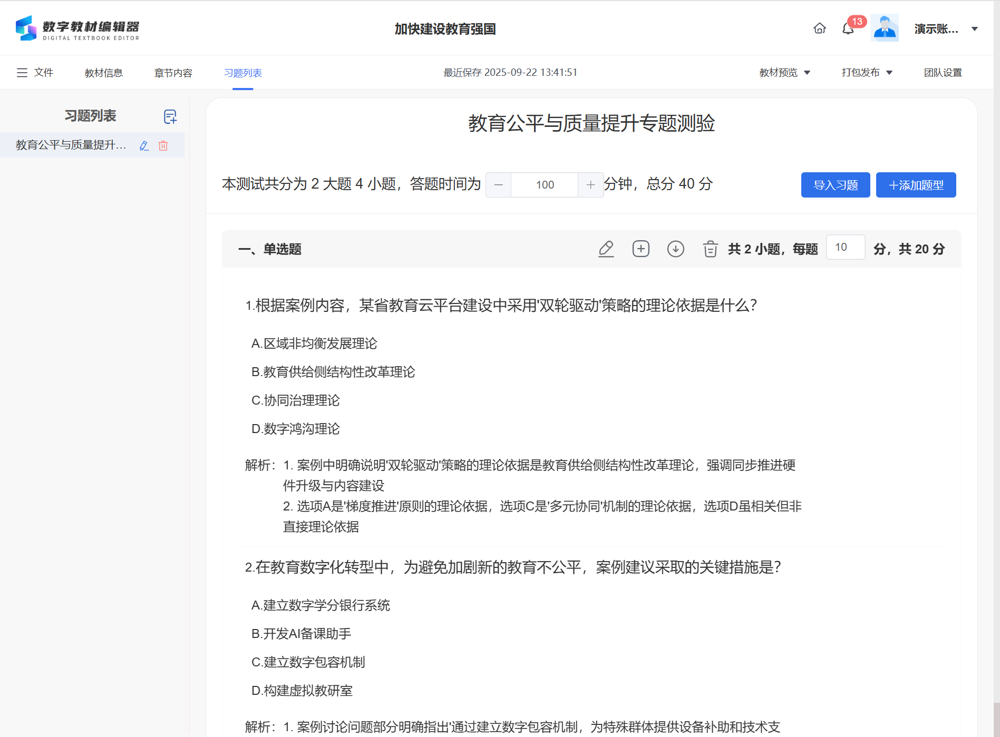 数字教材编辑器
DIGITAL TEXTBOOK EDITOR
加快建设教育强国
13
演示账...
文件
教材信息
章节内容
习题列表
最近保存 2025-09-22 13:41:51
教材预览
打包发布
团队设置
习题列表
教育公平与质量提升...
教育公平与质量提升专题测验
本测试共分为 2 大题 4 小题，答题时间为 100 分钟，总分 40 分
导入习题
+添加题型
一、单选题
共 2 小题，每题 10 分，共 20 分
1.根据案例内容，某省教育云平台建设中采用'双轮驱动'策略的理论依据是什么？
A.区域非均衡发展理论
B.教育供给侧结构性改革理论
C.协同治理理论
D.数字鸿沟理论
解析：1. 案例中明确说明'双轮驱动'策略的理论依据是教育供给侧结构性改革理论，强调同步推进硬
件升级与内容建设
2. 选项A是'梯度推进'原则的理论依据，选项C是'多元协同'机制的理论依据，选项D虽相关但非
直接理论依据
2.在教育数字化转型中，为避免加剧新的教育不公平，案例建议采取的关键措施是？
A.建立数字学分银行系统
B.开发AI备课助手
C.建立数字包容机制
D.构建虚拟教研室
解析：1. 案例讨论问题部分明确指出'通过建立数字包容机制，为特殊群体提供设备补助和技术支